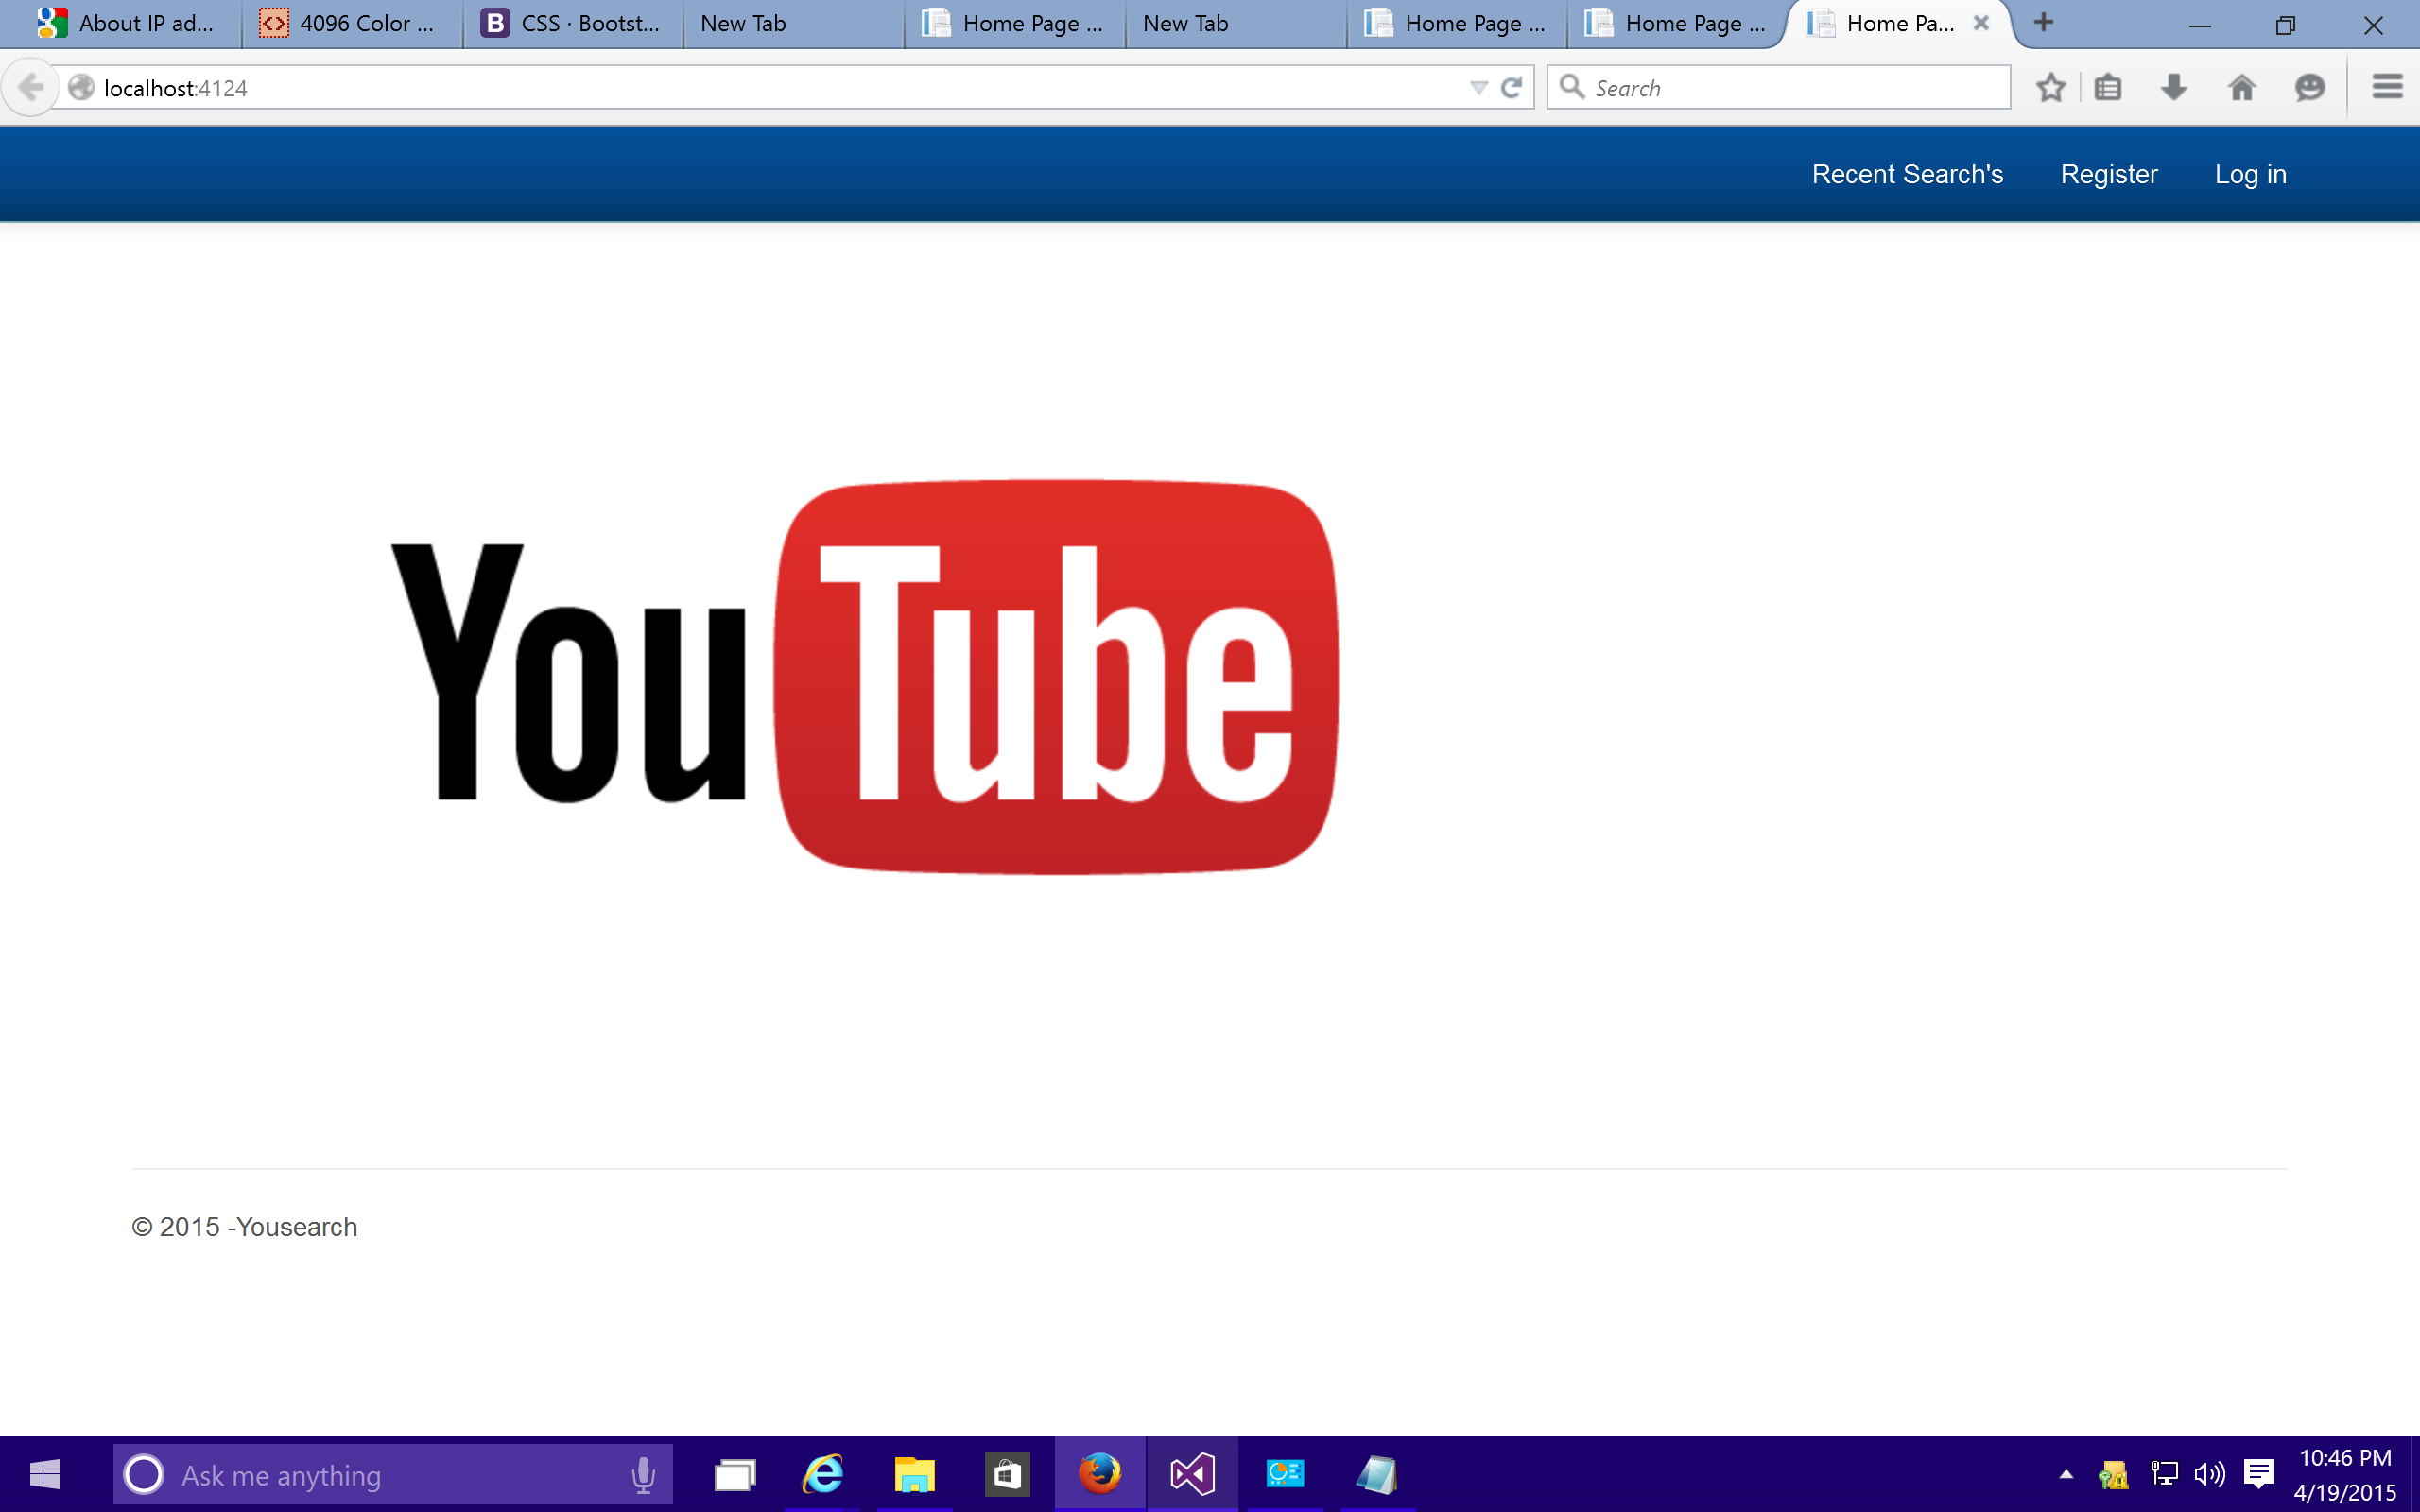 About IP ad...
4096 Color ...
CSS · Bootst...
New Tab
Home Page ...
New Tab
Home Page ...
Home Page ...
Home Pa...
localhost:4124
Search
Recent Search's
Register
Log in
YouTube
© 2015 -Yousearch
Ask me anything
10:46 PM
4/19/2015